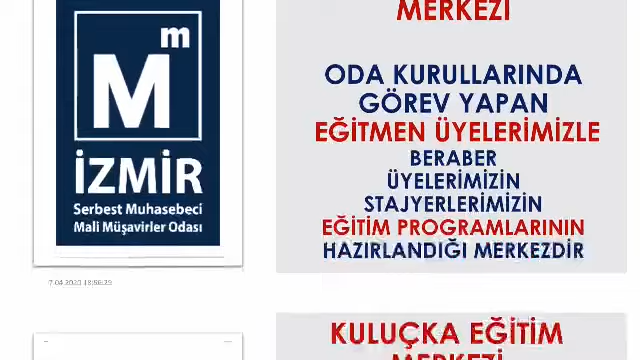 m
M
İZMİR
Serbest Muhasebeci
Mali Müşavirler Odası
MERKEZİ
ODA KURULLARINDA
GÖREV YAPAN
EĞİTMEN ÜYELERİMİZLE
BERABER
ÜYELERİMİZİN
STAJYERLERİMİZİN
EĞİTİM PROGRAMLARININ
HAZIRLANDIĞI MERKEZDİR
KULUÇKA EĞİTİM
MERKEZİ